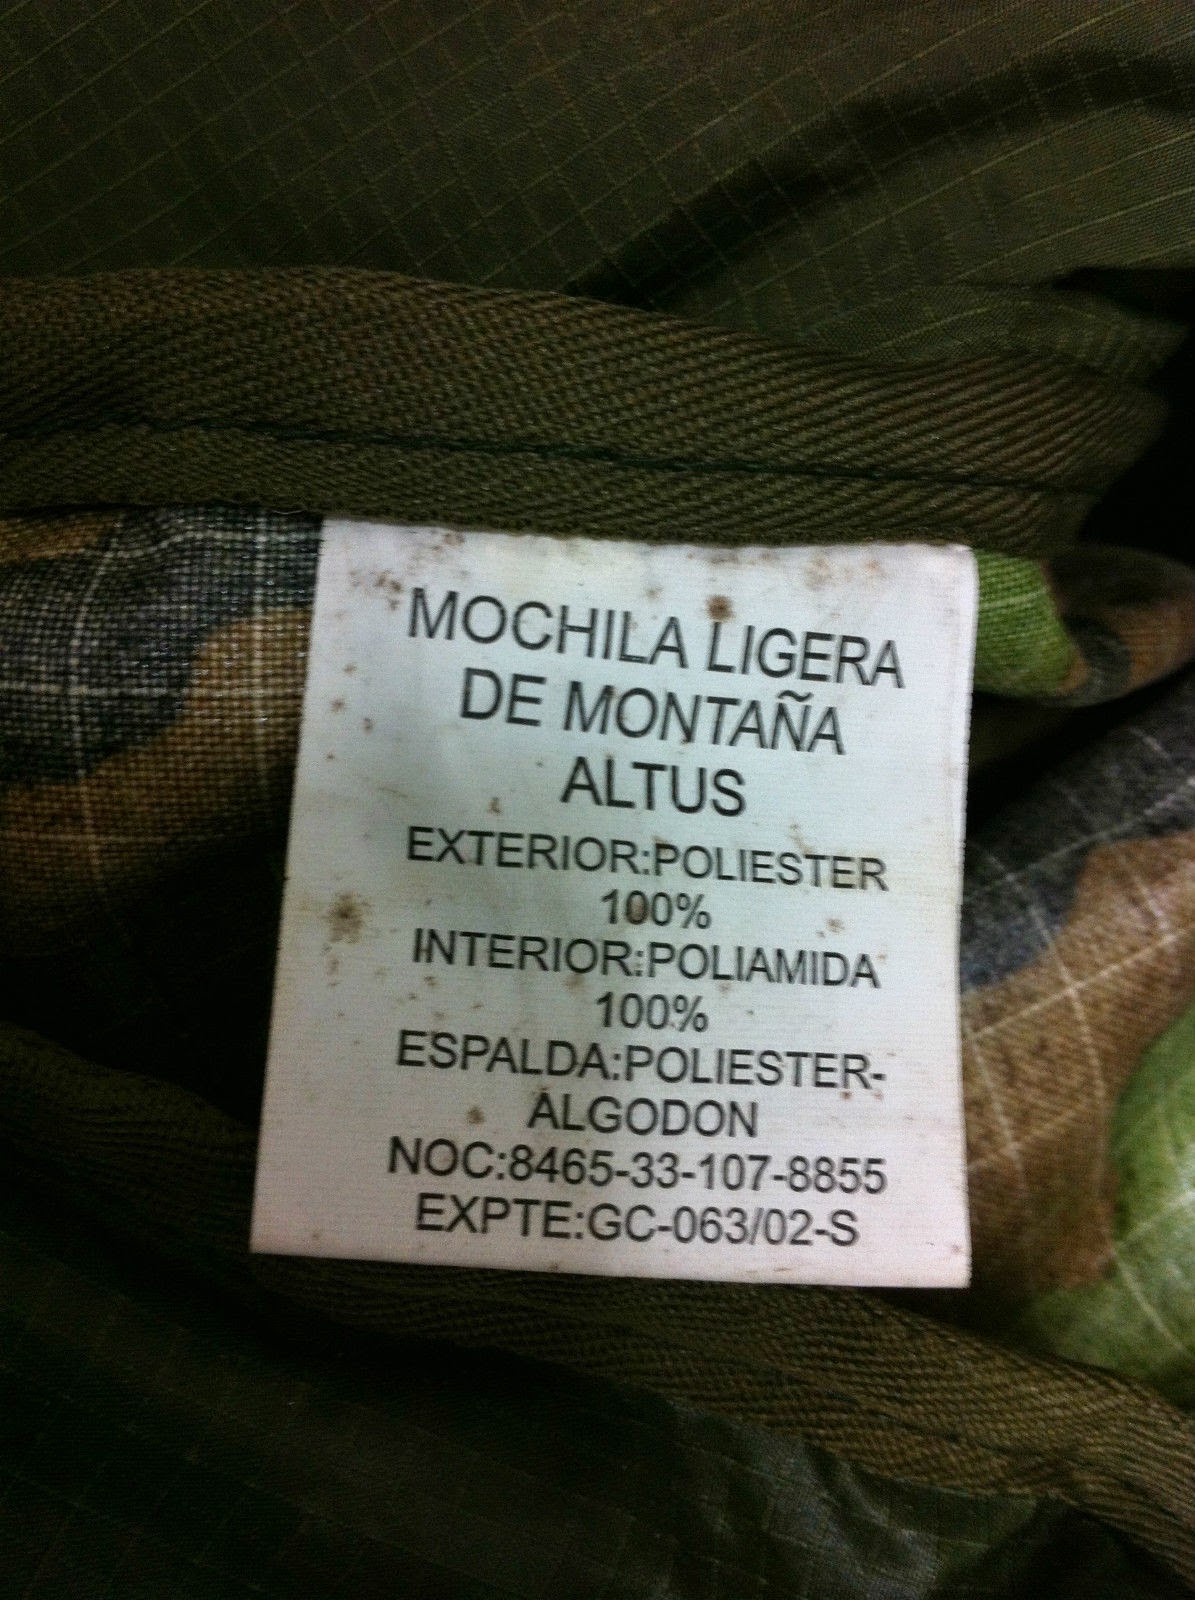 MOCHILA LIGERA
DE MONTAÑA
ALTUS
EXTERIOR:POLIESTER
100%
INTERIOR:POLIAMIDA
100%
ESPALDA:POLIESTER-
ALGODON
NOC:8465-33-107-8855
EXPTE:GC-063/02-S